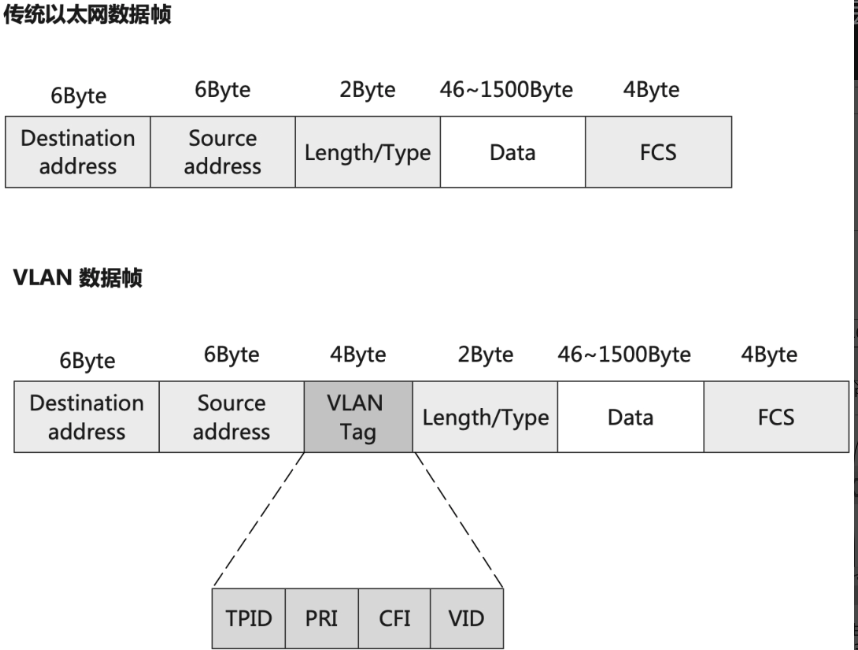 传统以太网数据帧
6Byte 6Byte 2Byte 46~1500Byte 4Byte
Destination address
Source address
Length/Type
Data
FCS
VLAN 数据帧
6Byte 6Byte 4Byte 2Byte 46~1500Byte 4Byte
Destination address
Source address
VLAN Tag
Length/Type
Data
FCS
TPID PRI CFI VID